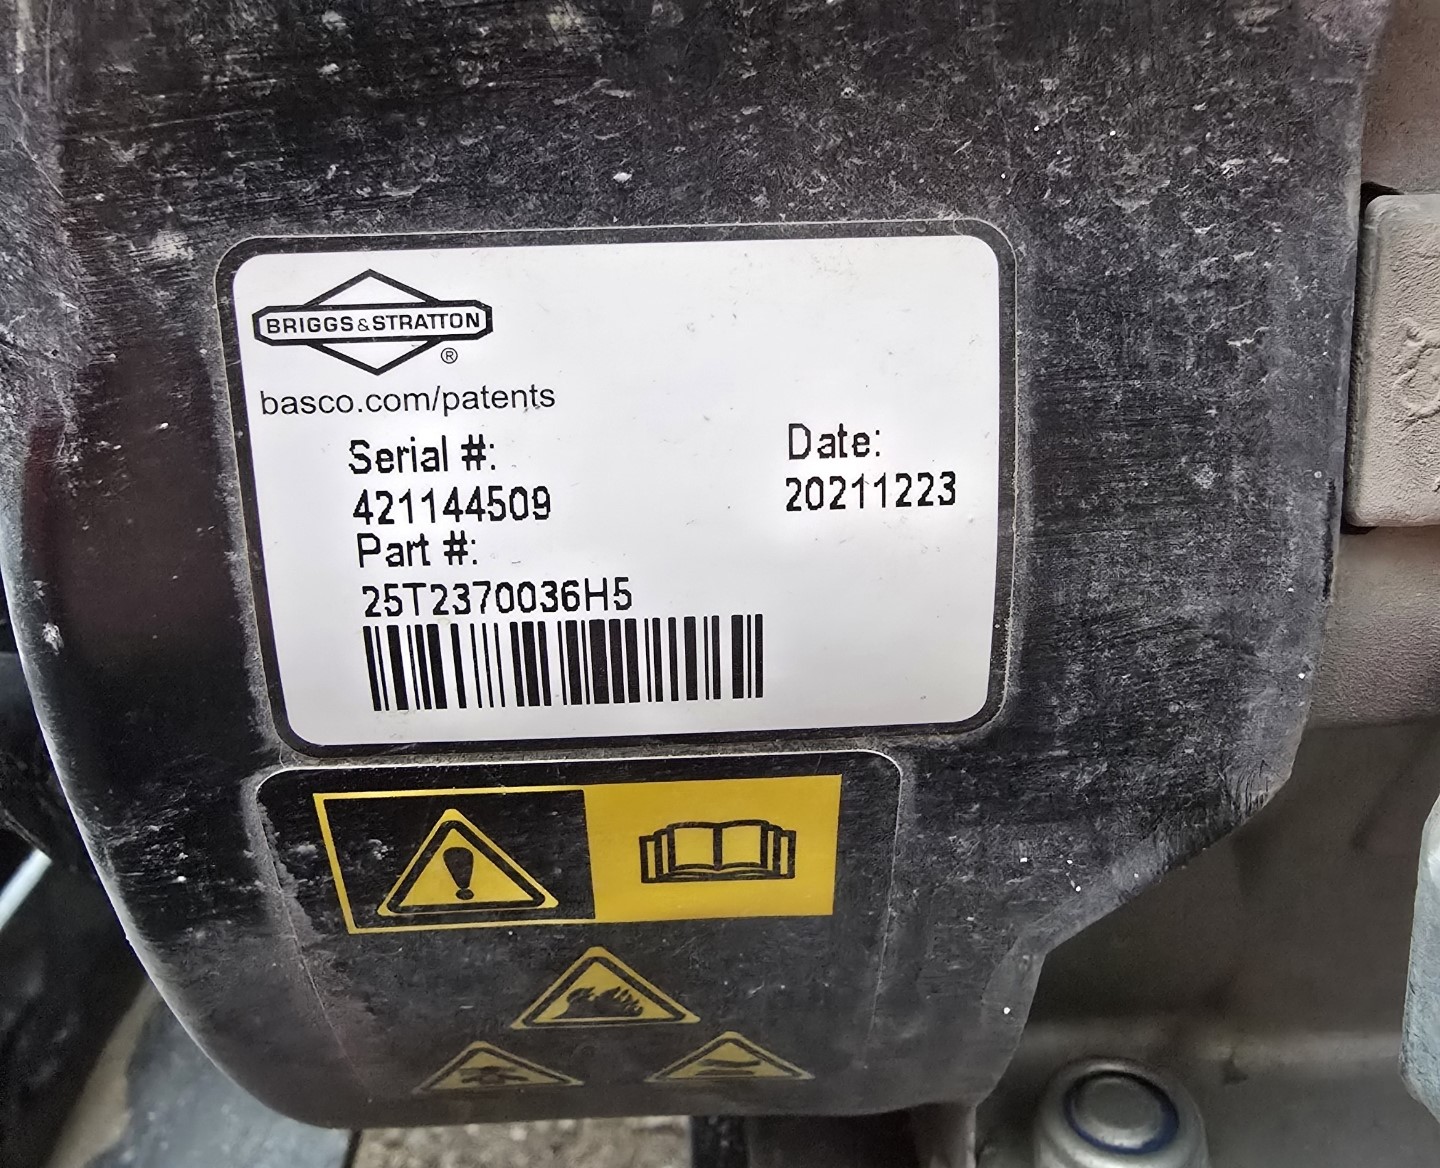 BRIGGS&STRATTON
®
basco.com/patents
Serial #:
421144509
Date:
20211223
Part #:
25T2370036H5